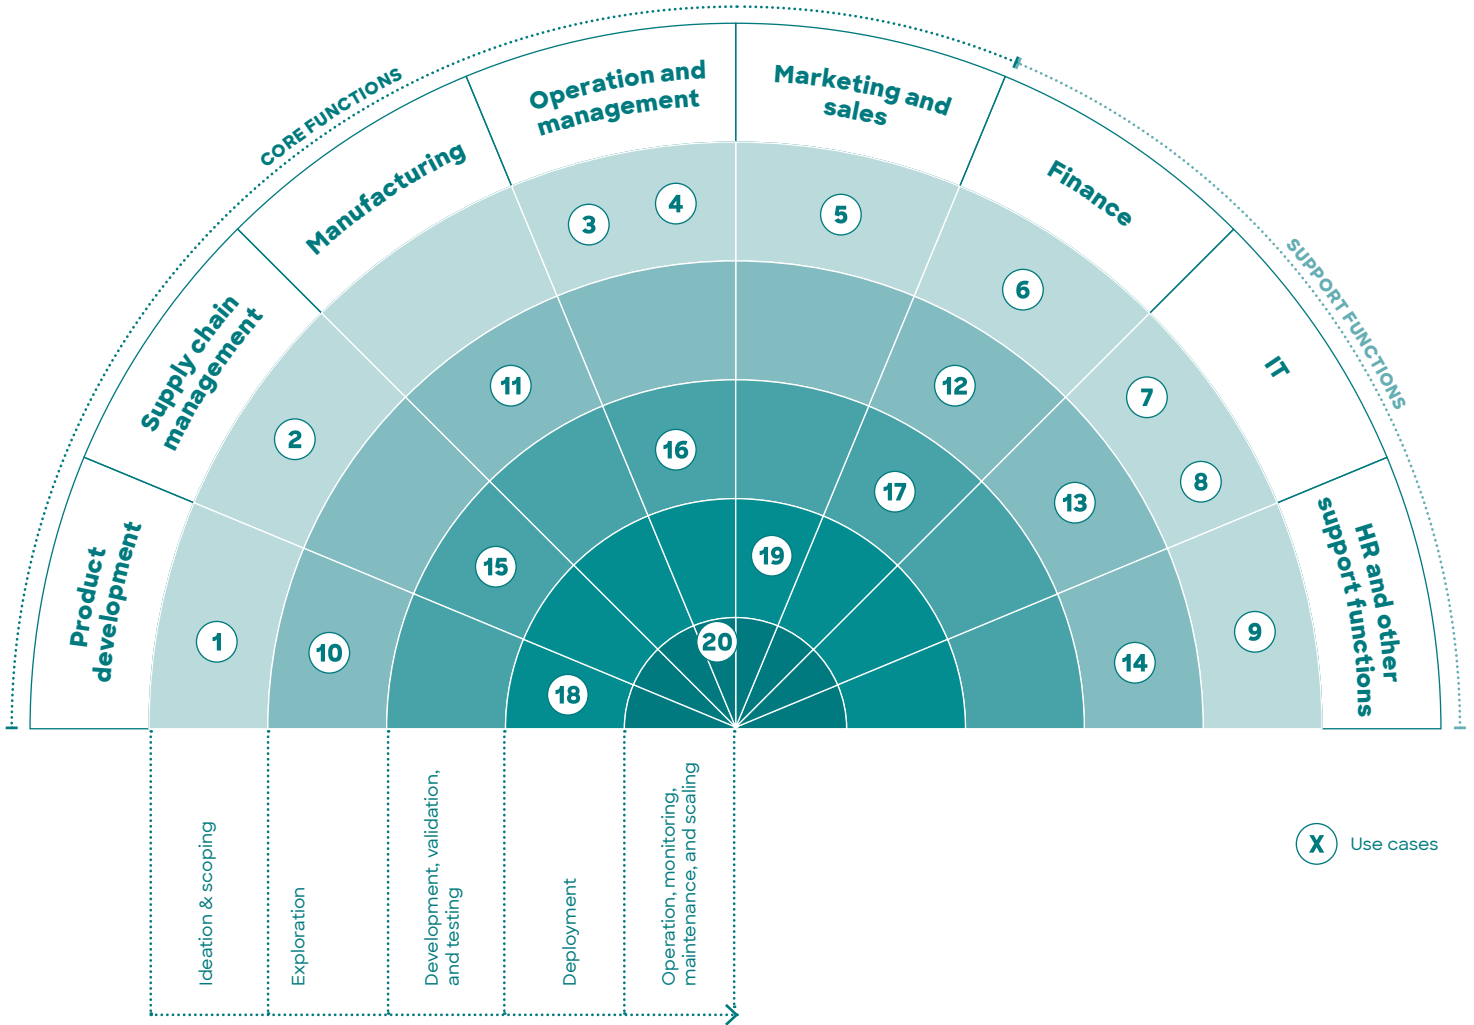 CORE FUNCTIONS
SUPPORT FUNCTIONS
Product
development
Supply chain
management
Manufacturing
Operation and
management
Marketing and
sales
Finance
IT
HR and other
support functions
1
2
3
4
5
6
7
8
9
10
11
12
13
14
15
16
17
18
19
20
Ideation & scoping
Exploration
Development, validation,
and testing
Deployment
Operation, monitoring,
maintenance, and scaling
X
Use cases